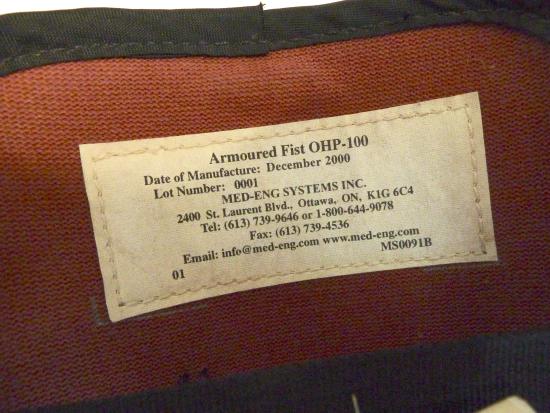 Armoured Fist OHP-100
Date of Manufacture: December 2000
Lot Number: 0001
MED-ENG SYSTEMS INC.
2400 St. Laurent Blvd., Ottawa, ON, K1G 6C4
Tel: (613) 739-9646 or 1-800-644-9078
Fax: (613) 739-4536
Email: info@med-eng.com www.med-eng.com
01 MS0091B